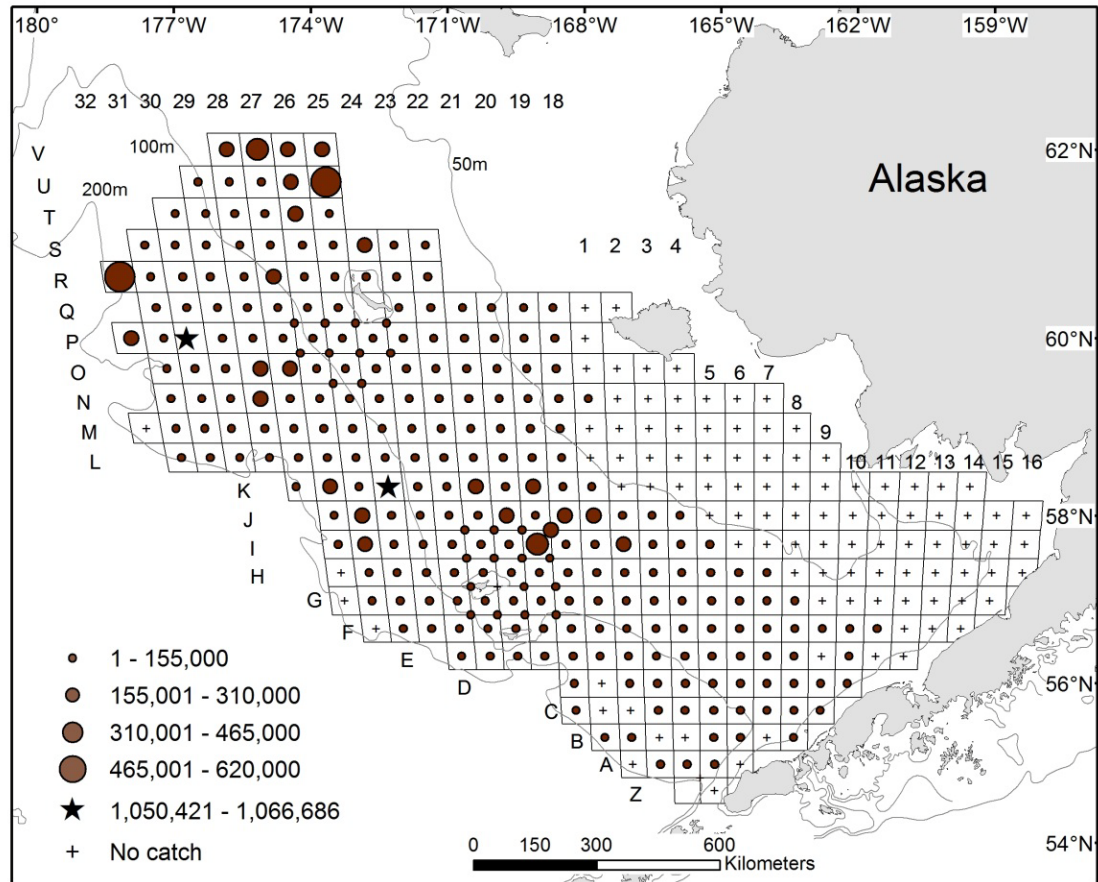 180° 177°W 174°W 171°W 168°W 165°W 162°W 159°W
32 31 30 29 28 27 26 25 24 23 22 21 20 19 18
V
100m
50m
62°W
Alaska
U
200m
T
S
1 2 3 4
R
Q
P
60°N
O
5 6 7
N
8
M
9
L
10 11 12 13 14 15 16
K
J
58°N
I
H
G
F
E
D
56°N
C
B
A
Z
54°N
1 - 155,000
155,001 - 310,000
310,001 - 465,000
465,001 - 620,000
1,050,421 - 1,066,686
No catch
0 150 300 600
Kilometers